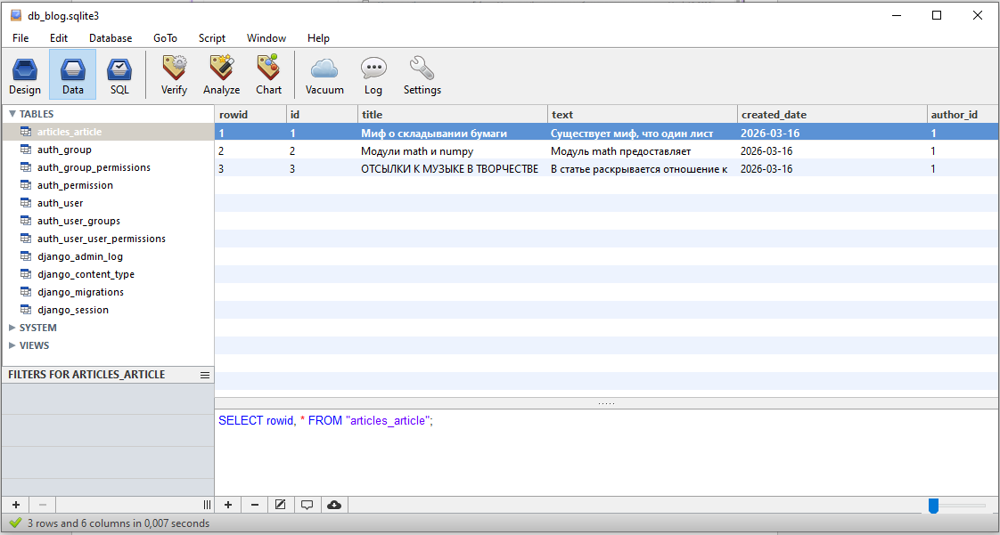 db_blog.sqlite3
File Edit Database GoTo Script Window Help
Design Data SQL Verify Analyze Chart Vacuum Log Settings
TABLES
articles_article
auth_group
auth_group_permissions
auth_permission
auth_user
auth_user_groups
auth_user_user_permissions
django_admin_log
django_content_type
django_migrations
django_session
SYSTEM
VIEWS
FILTERS FOR ARTICLES_ARTICLE
rowid id title text created_date author_id
1 1 Миф о складывании бумаги Существует миф, что один лист 2026-03-16 1
2 2 Модули math и numpy Модуль math предоставляет 2026-03-16 1
3 3 ОТСЫЛКИ К МУЗЫКЕ В ТВОРЧЕСТВЕ В статье раскрывается отношение к 2026-03-16 1
SELECT rowid, * FROM "articles_article";
3 rows and 6 columns in 0,007 seconds